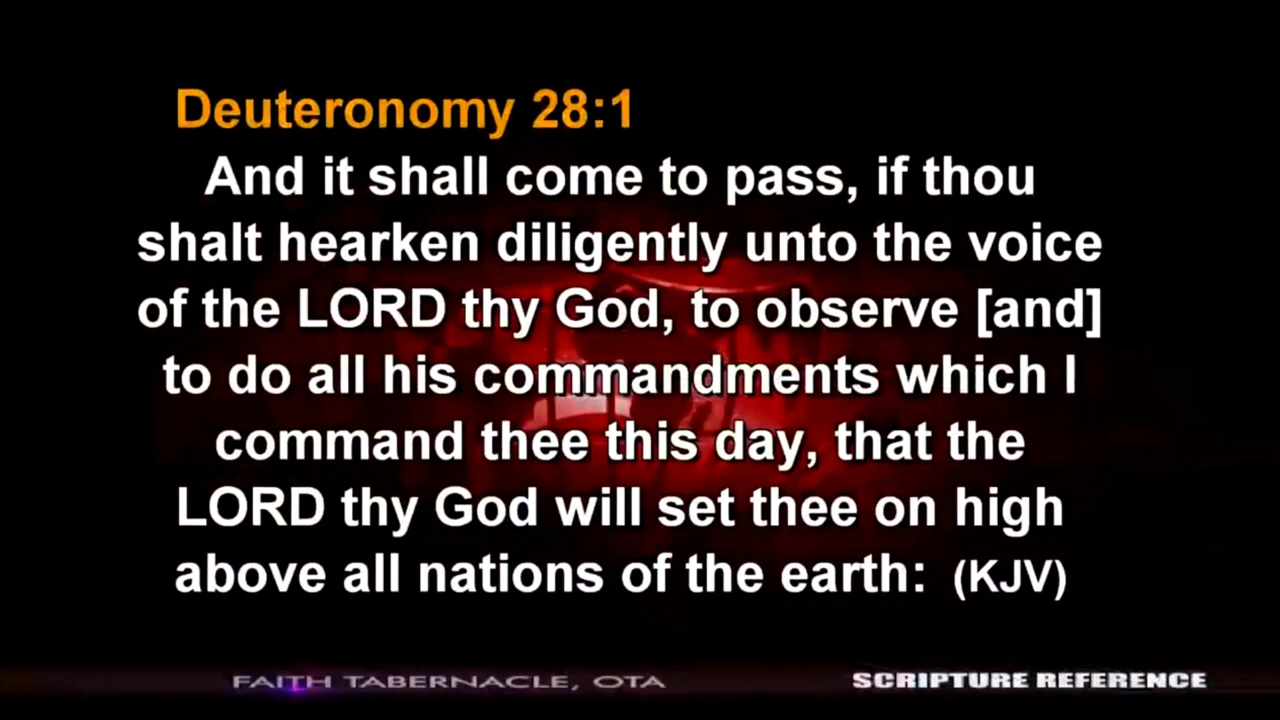 Deuteronomy 28:1
And it shall come to pass, if thou
shalt hearken diligently unto the voice
of the LORD thy God, to observe [and]
to do all his commandments which I
command thee this day, that the
LORD thy God will set thee on high
above all nations of the earth: (KJV)
FAITH TABERNACLE, OTA
SCRIPTURE REFERENCE